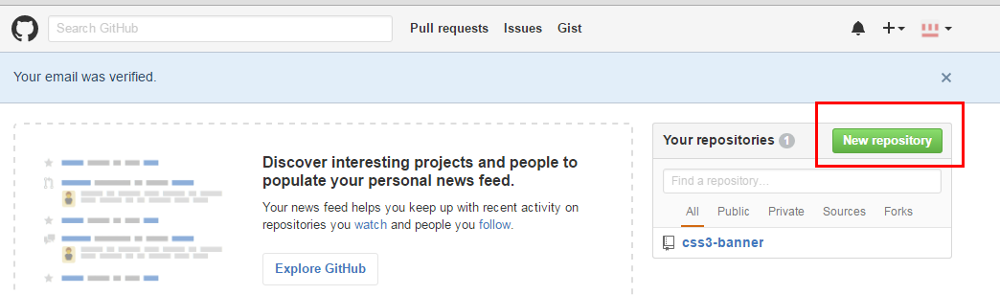 Search GitHub
Pull requests Issues Gist
Your email was verified.
Discover interesting projects and people to
populate your personal news feed.
Your news feed helps you keep up with recent activity on
repositories you watch and people you follow.
Explore GitHub
Your repositories 1
New repository
Find a repository...
All Public Private Sources Forks
css3-banner